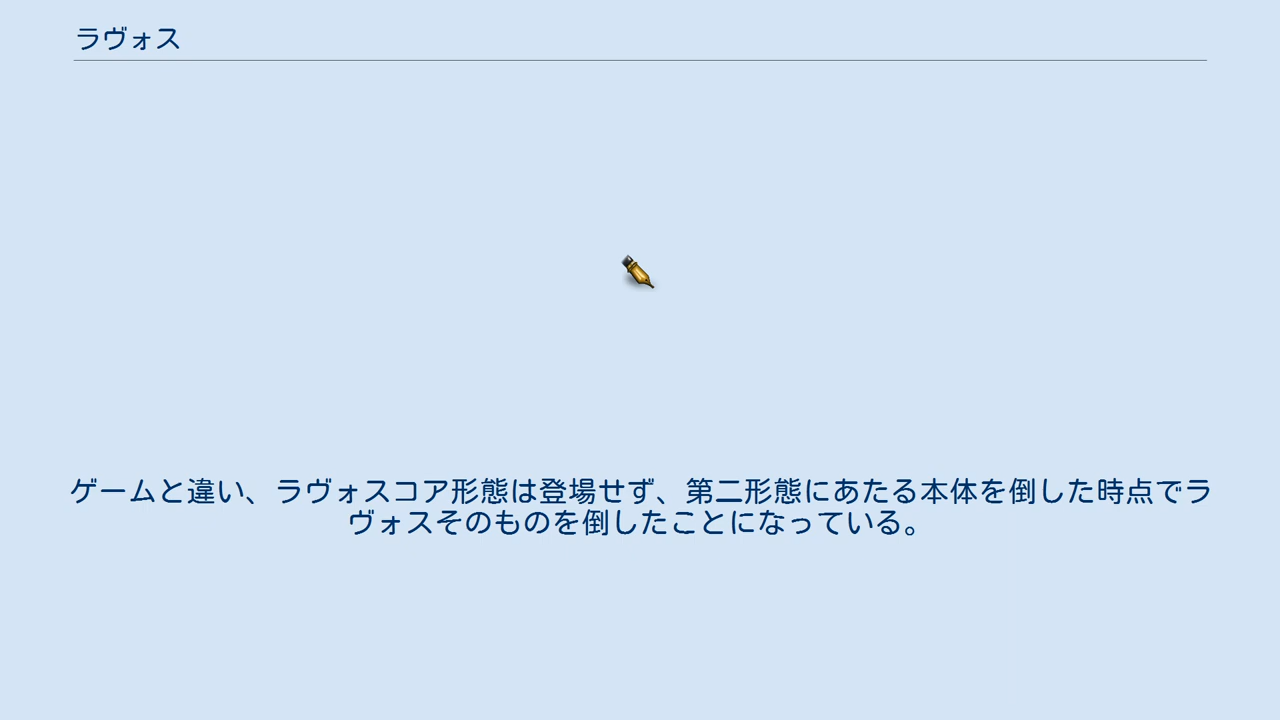 ラヴォス
ゲームと違い、ラヴォスコア形態は登場せず、第二形態にあたる本体を倒した時点でラ
ヴォスそのものを倒したことになっている。